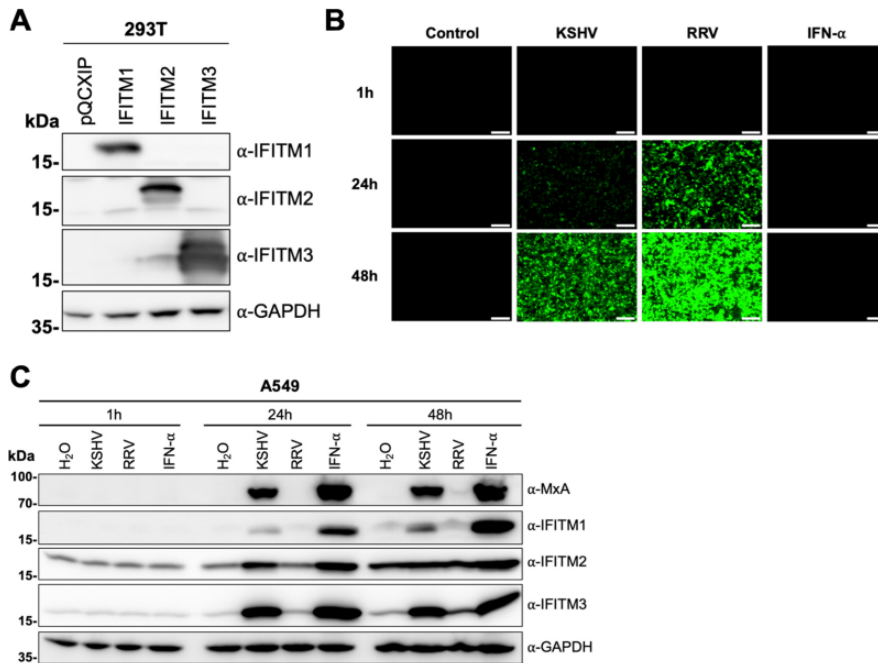 A
293T
pQCXIP
IFITM1
IFITM2
IFITM3
kDa
15-
α-IFITM1
15-
α-IFITM2
15-
α-IFITM3
35-
α-GAPDH
B
Control KSHV RRV IFN-α
1h
24h
48h
C
A549
1h 24h 48h
kDa
H₂O KSHV RRV IFN-α H₂O KSHV RRV IFN-α H₂O KSHV RRV IFN-α
100-
70-
α-MxA
15-
α-IFITM1
15-
α-IFITM2
15-
α-IFITM3
35-
α-GAPDH